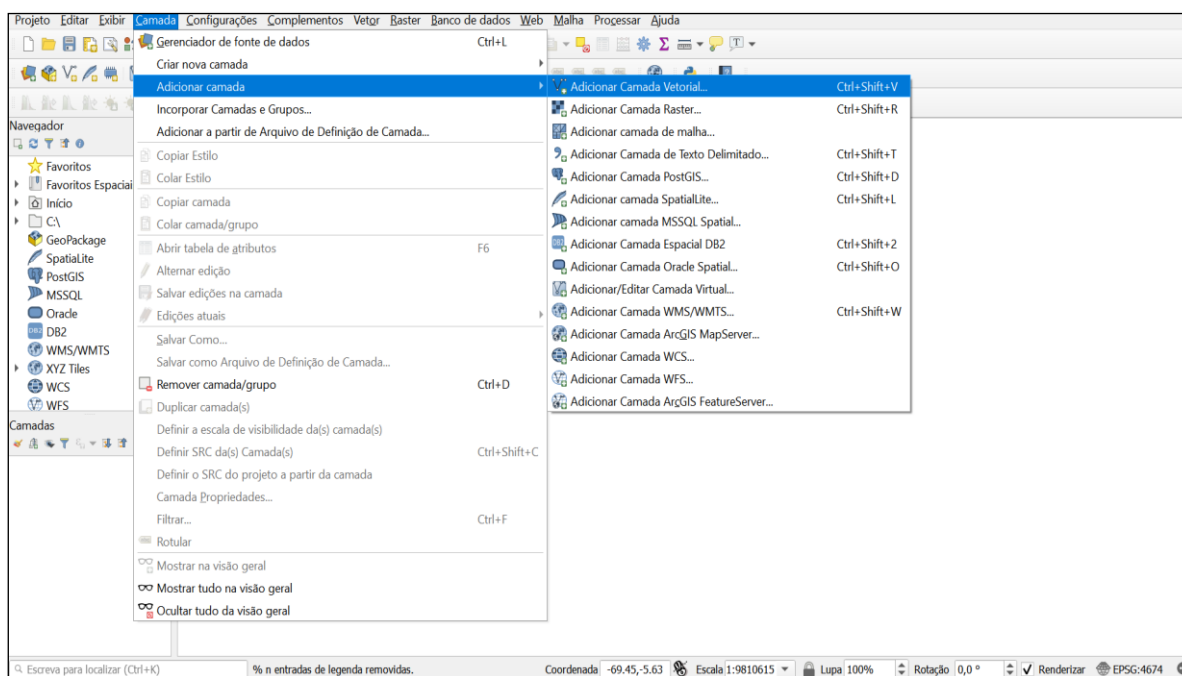 Projeto Editar Exibir Camada Configurações Complementos Vetor Raster Banco de dados Web Malha Processar Ajuda
Gerenciador de fonte de dados Ctrl+L
Criar nova camada
Adicionar camada
Incorporar Camadas e Grupos...
Adicionar a partir de Arquivo de Definição de Camada...
Copiar Estilo
Colar Estilo
Copiar camada
Colar camada/grupo
Abrir tabela de atributos F6
Alternar edição
Salvar edições na camada
Edições atuais
Salvar Como...
Salvar como Arquivo de Definição de Camada...
Remover camada/grupo Ctrl+D
Duplicar camada(s)
Definir a escala de visibilidade da(s) camada(s)
Definir SRC da(s) Camada(s) Ctrl+Shift+C
Definir o SRC do projeto a partir da camada
Camada Propriedades...
Filtrar... Ctrl+F
Rotular
Mostrar na visão geral
Mostrar tudo na visão geral
Ocultar tudo da visão geral
Adicionar Camada Vetorial... Ctrl+Shift+V
Adicionar Camada Raster... Ctrl+Shift+R
Adicionar camada de malha...
Adicionar Camada de Texto Delimitado... Ctrl+Shift+T
Adicionar Camada PostGIS... Ctrl+Shift+D
Adicionar camada SpatialLite... Ctrl+Shift+L
Adicionar camada MSSQL Spatial...
Adicionar Camada Espacial DB2 Ctrl+Shift+2
Adicionar Camada Oracle Spatial... Ctrl+Shift+O
Adicionar/Editar Camada Virtual...
Adicionar Camada WMS/WMTS... Ctrl+Shift+W
Adicionar Camada ArcGIS MapServer...
Adicionar Camada WCS...
Adicionar Camada WFS...
Adicionar Camada ArcGIS FeatureServer...
Navegador
Favoritos
Favoritos Espaciai
Início
C:\
GeoPackage
SpatiaLite
PostGIS
MSSQL
Oracle
DB2
WMS/WMTS
XYZ Tiles
WCS
WFS
Camadas
Escreva para localizar (Ctrl+K) % n entradas de legenda removidas. Coordenada -69.45,-5.63 Escala 1:9810615 Lupa 100% Rotação 0,0 ° Renderizar EPSG:4674